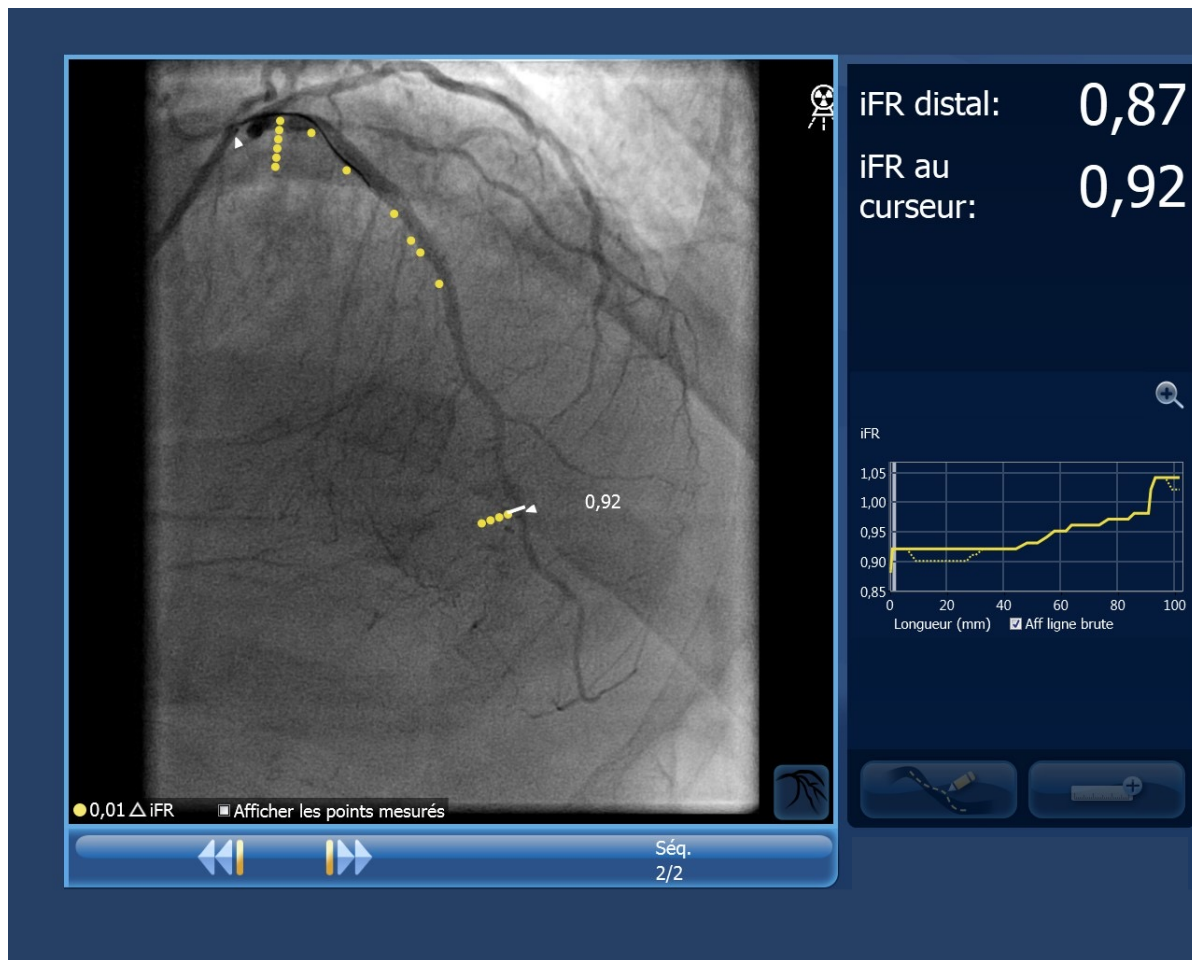 iFR distal: 0,87
iFR au
curseur: 0,92
0,92
iFR
1,05
1,00
0,95
0,90
0,85
0 20 40 60 80 100
Longueur (mm) Aff ligne brute
0,01 iFR Afficher les points mesurés
Séq.
2/2